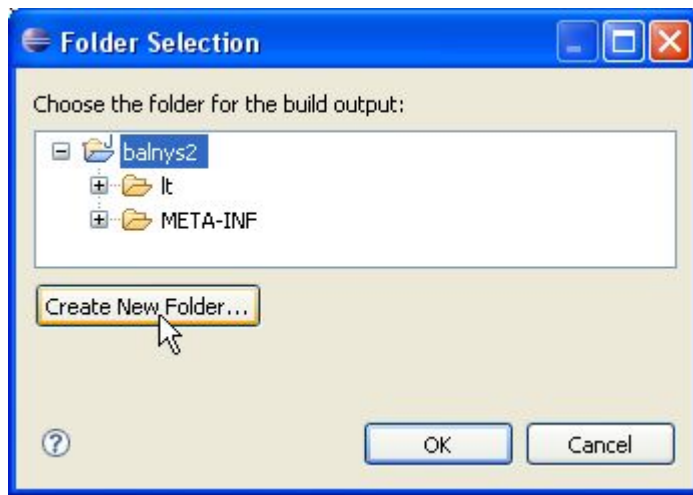 Folder Selection
Choose the folder for the build output:
balnys2
lt
META-INF
Create New Folder...
OK Cancel